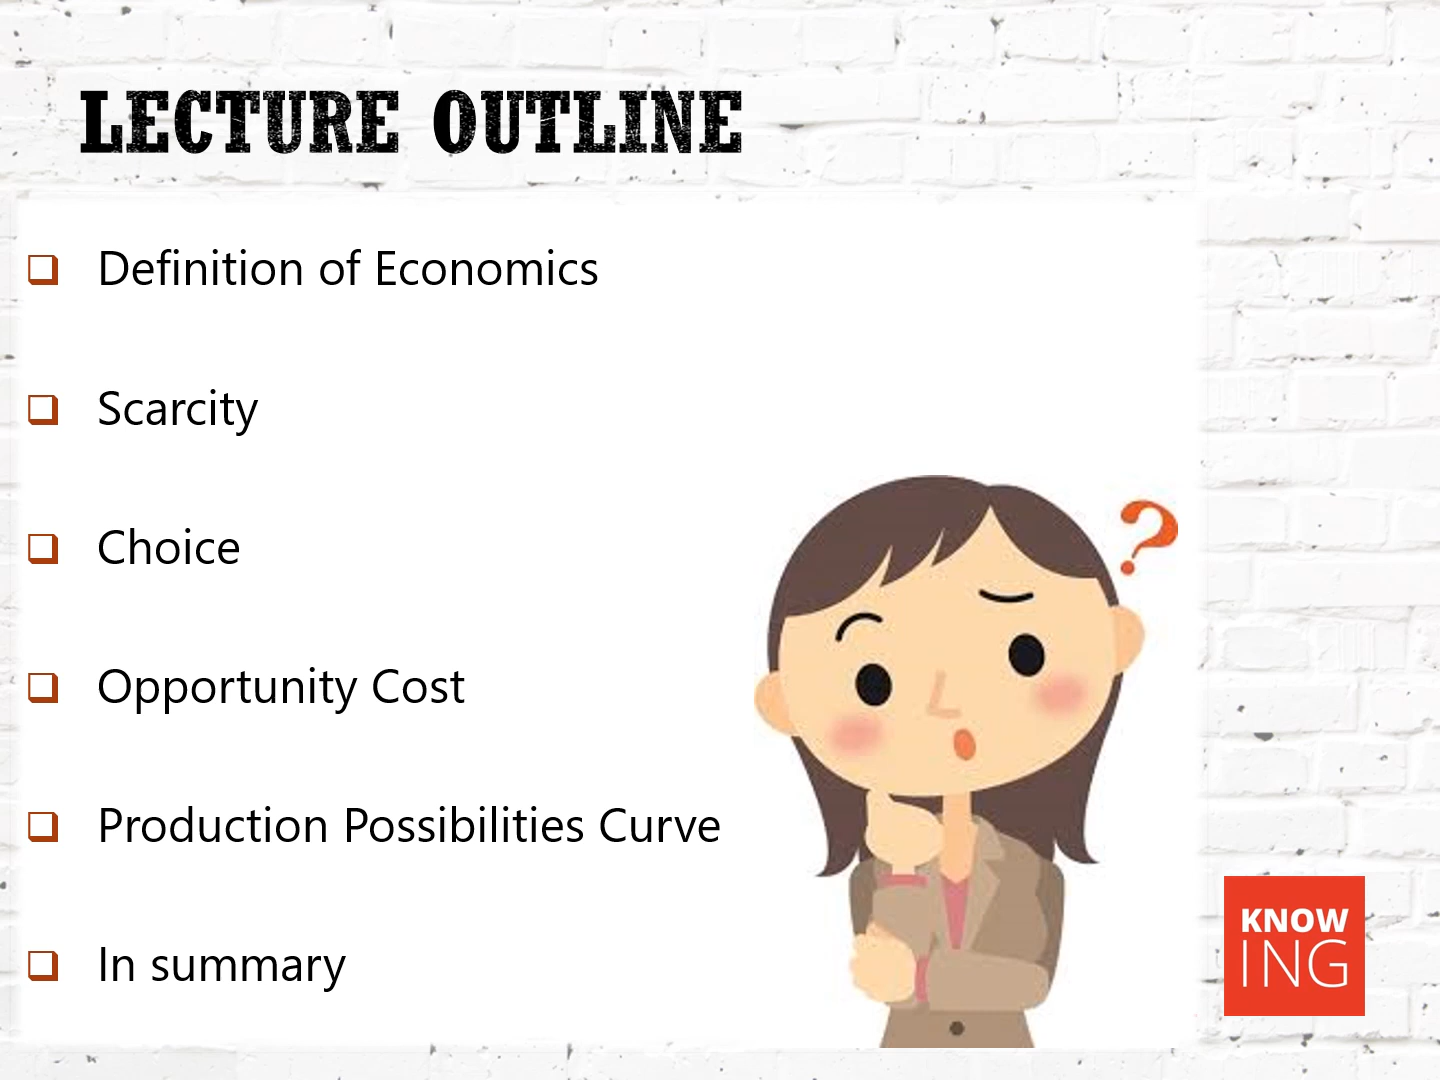 LECTURE OUTLINE
Definition of Economics
Scarcity
Choice
Opportunity Cost
Production Possibilities Curve
In summary
?
KNOW
ING